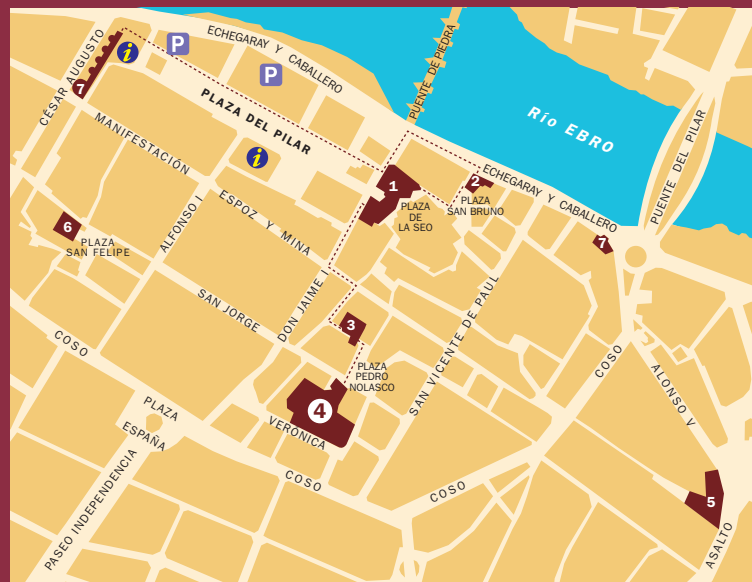 CÉSAR AUGUSTO
i
P
ECHEGARAY Y CABALLERO
P
PUENTE DE PIEDRA
7
PLAZA DEL PILAR
Río EBRO
PUENTE DEL PILAR
MANIFESTACIÓN
i
1
2
ECHEGARAY Y CABALLERO
PLAZA
SAN BRUNO
PLAZA
DE
LA SEO
ALFONSO I
ESPOZ Y MINA
6
PLAZA
SAN FELIPE
7
DON JAIME I
SAN JORGE
3
SAN VICENTE DE PAUL
COSO
PLAZA
PEDRO
NOLASCO
COSO
ALONSO V
PLAZA
ESPAÑA
4
VERÓNICA
COSO
COSO
PASEO INDEPENDENCIA
5
ASALTO